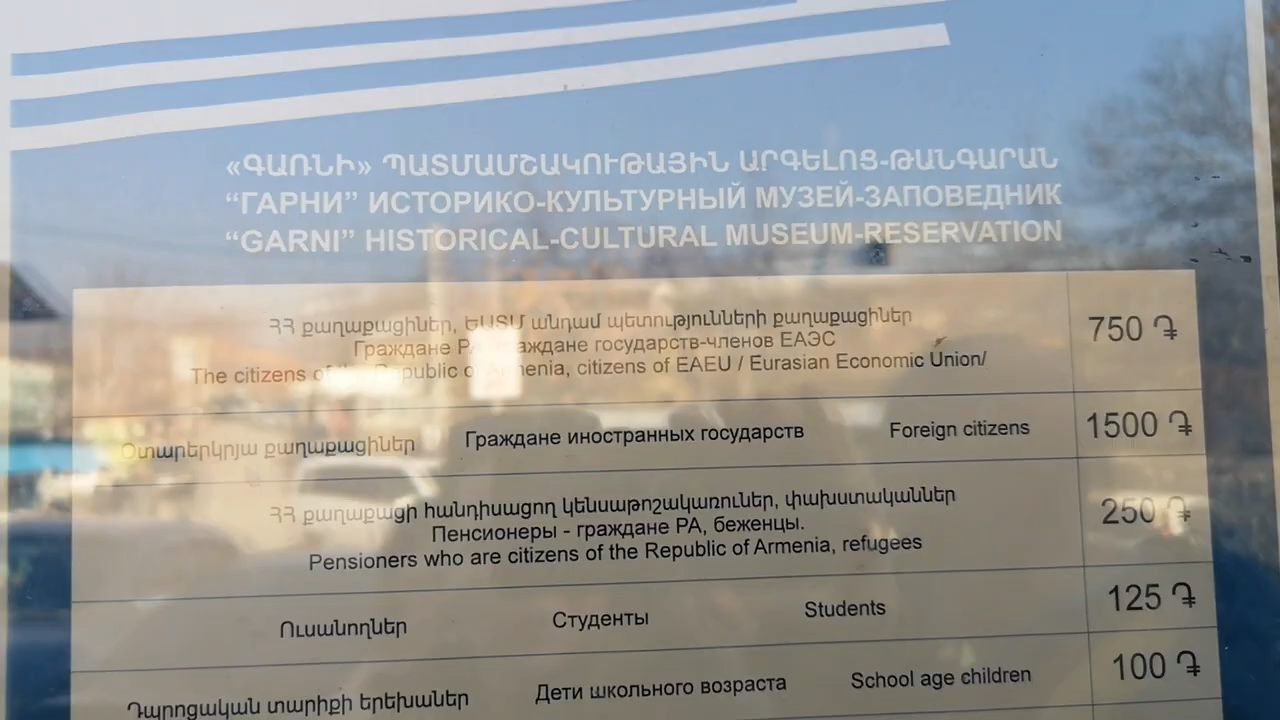 «ԳԱՌՆԻ» ՊԱՏՄԱՄՇԱԿՈՒԹԱՅԻՆ ԱՐԳԵԼՈՑ-ԹԱՆԳԱՐԱՆ
“ГАРНИ” ИСТОРИКО-КУЛЬТУРНЫЙ МУЗЕЙ-ЗАПОВЕДНИК
“GARNI” HISTORICAL-CULTURAL MUSEUM-RESERVATION
ՀՀ քաղաքացիներ, ԵԱՏՄ անդամ պետությունների քաղաքացիներ
Граждане РА, граждане государств-членов ЕАЭС
The citizens of the Republic of Armenia, citizens of EAEU / Eurasian Economic Union/
750 ֏
Օտարերկրյա քաղաքացիներ Граждане иностранных государств Foreign citizens 1500 ֏
ՀՀ քաղաքացի հանդիսացող կենսաթոշակառուներ, փախստականներ
Пенсионеры - граждане РА, беженцы.
Pensioners who are citizens of the Republic of Armenia, refugees
250 ֏
Ուսանողներ Студенты Students 125 ֏
Դպրոցական տարիքի երեխաներ Дети школьного возраста School age children 100 ֏